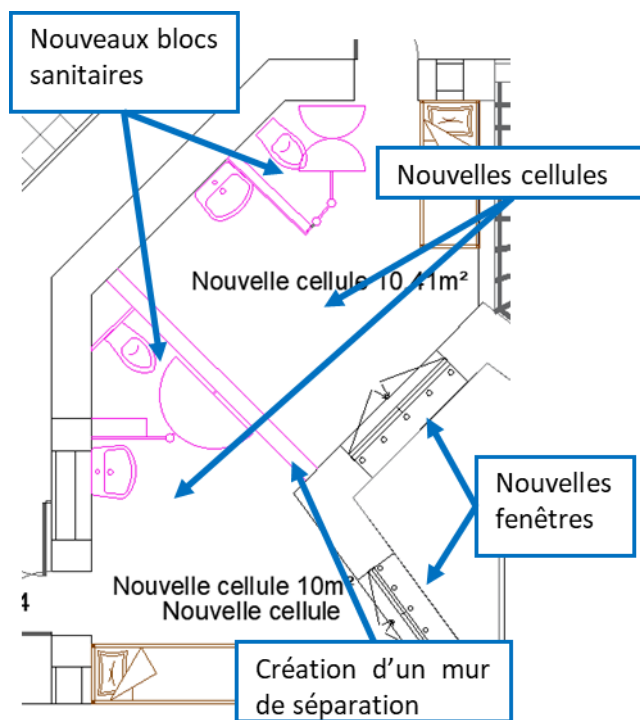 Nouveaux blocs
sanitaires
Nouvelles cellules
Nouvelle cellule 10,41m²
Nouvelles
fenêtres
4
Nouvelle cellule 10m²
Nouvelle cellule
Création d'un mur
de séparation